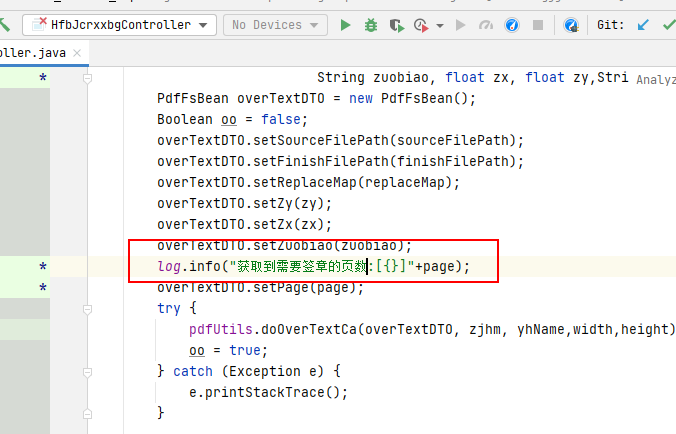 HfbJcrxxbgController
No Devices
Git:
oller.java
String zuobiao, float zx, float zy,Stri
Analyz
PdfFsBean overTextDTO = new PdfFsBean();
Boolean oo = false;
overTextDTO.setSourceFilePath(sourceFilePath);
overTextDTO.setFinishFilePath(finishFilePath);
overTextDTO.setReplaceMap(replaceMap);
overTextDTO.setZy(zy);
overTextDTO.setZx(zx);
overTextDTO.setZuobiao(zuobiao);
* log.info("获取到需要签章的页数:[{}]"+page);
* overTextDTO.setPage(page);
try {
pdfUtils.doOverTextCa(overTextDTO, zjhm, yhName,width,height)
oo = true;
} catch (Exception e) {
e.printStackTrace();
}